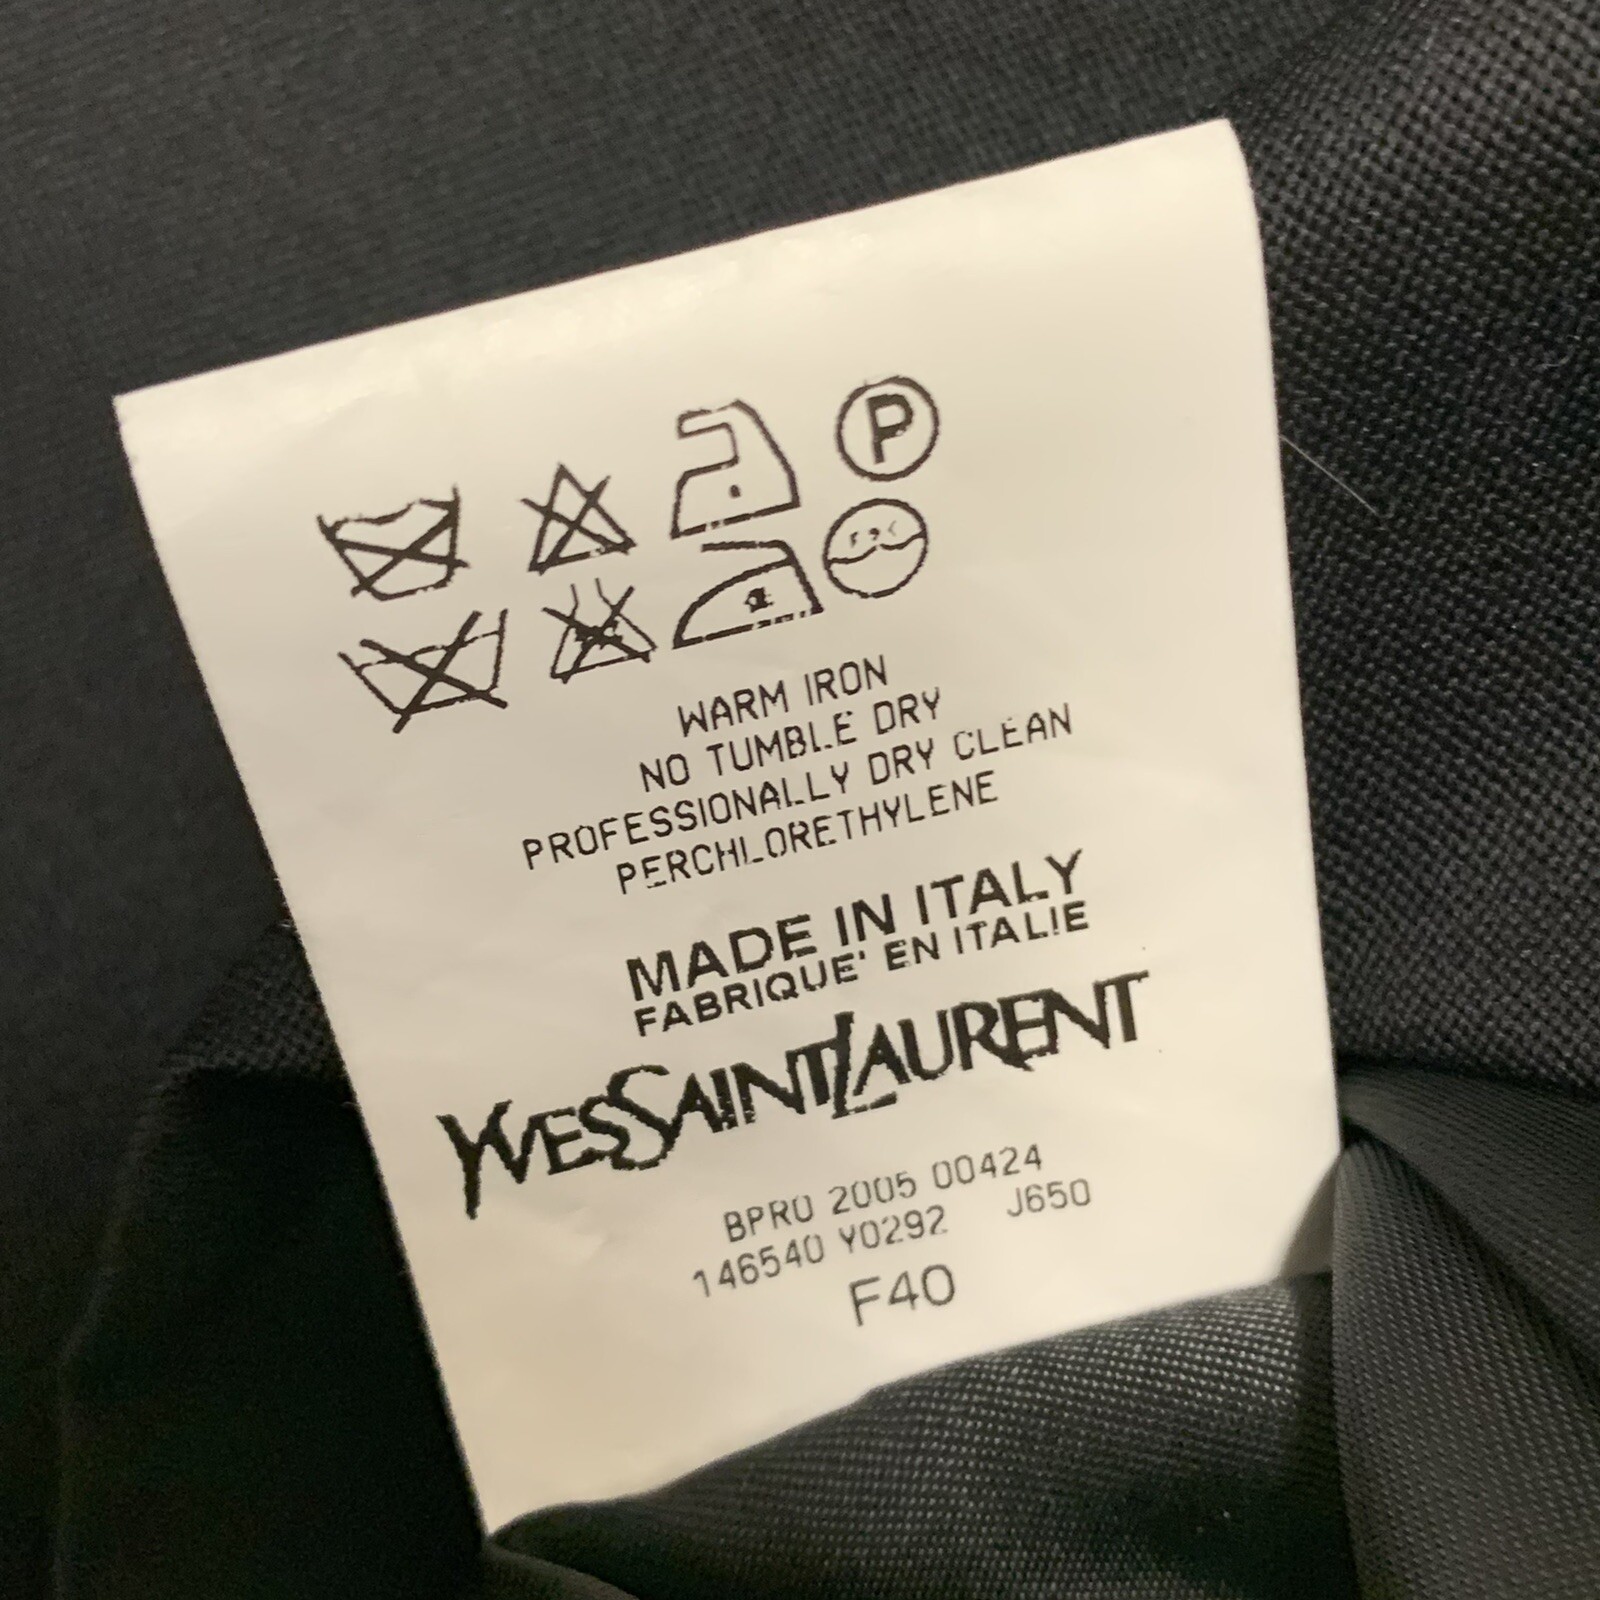 P
WARM IRON
NO TUMBLE DRY
PROFESSIONALLY DRY CLEAN
PERCHLORETHYLENE
MADE IN ITALY
FABRIQUE' EN ITALIE
YVESSAINTLAURENT
BPRO 2005 00424
146540 Y0292 J650
F40